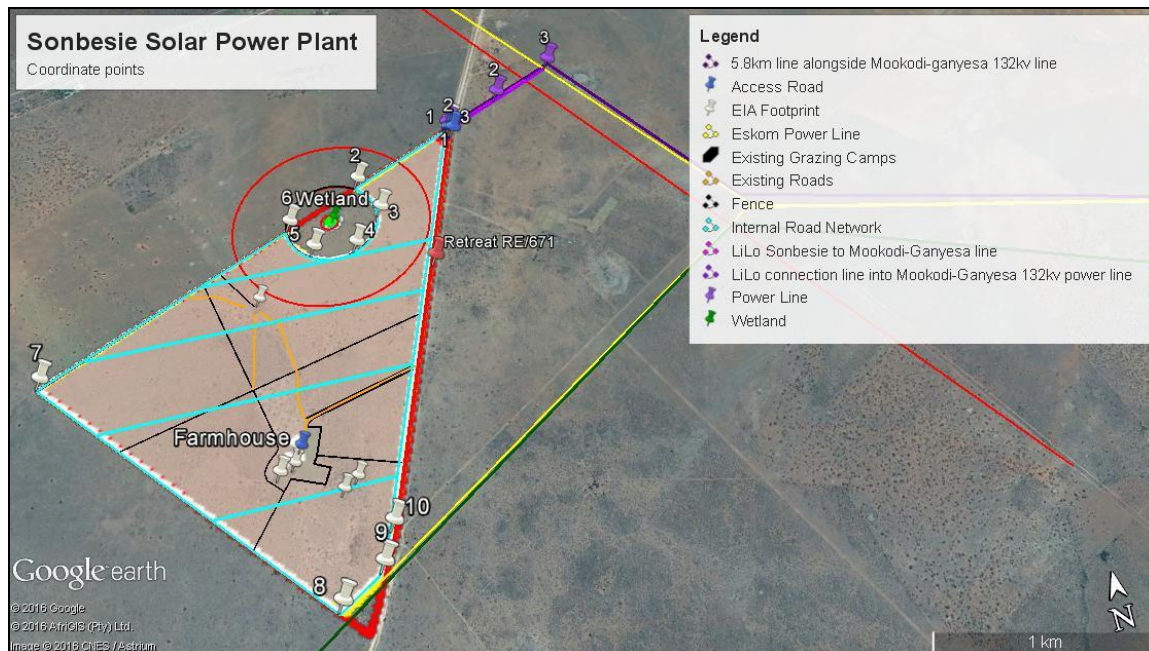 Sonbesie Solar Power Plant
Coordinate points
Legend
5.8km line alongside Mookodi-ganyesa 132kv line
Access Road
EIA Footprint
Eskom Power Line
Existing Grazing Camps
Existing Roads
Fence
Internal Road Network
LiLo Sonbesie to Mookodi-Ganyesa line
LiLo connection line into Mookodi-Ganyesa 132kv power line
Power Line
Wetland
3
2
2
1 3
1
2
6 Wetland
3
5 4
Retreat RE/671
7
Farmhouse
10
9
8
Google earth
© 2016 Google
© 2016 AfriGIS (Pty) Ltd.
Image © 2016 CNES / Astrium
N
1 km